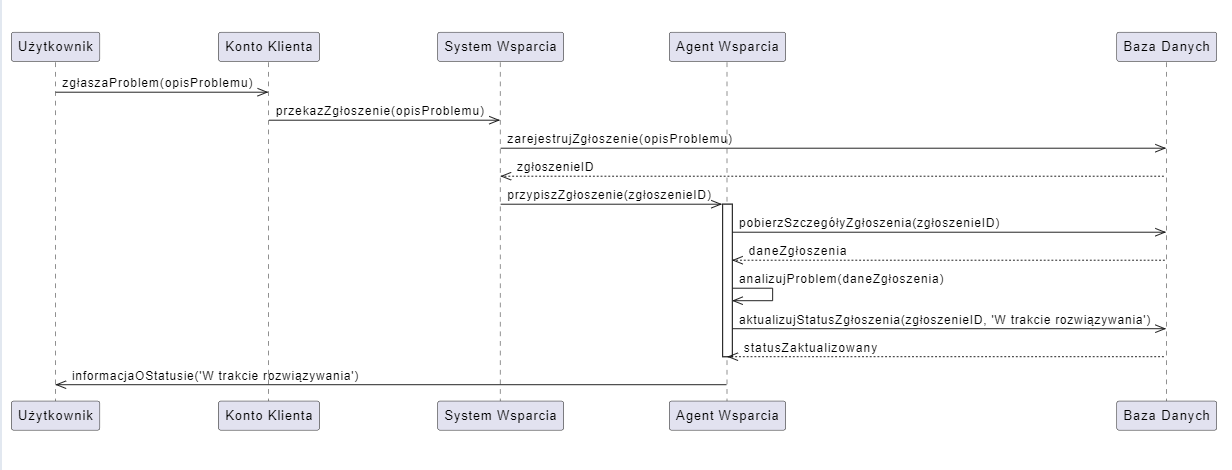 Użytkownik
Konto Klienta
System Wsparcia
Agent Wsparcia
Baza Danych
zgłaszaProblem(opisProblemu)
przekazZgłoszenie(opisProblemu)
zarejestrujZgłoszenie(opisProblemu)
zgłoszenieID
przypiszZgłoszenie(zgłoszenieID)
pobierzSzczegółyZgłoszenia(zgłoszenieID)
daneZgłoszenia
analizujProblem(daneZgłoszenia)
aktualizujStatusZgłoszenia(zgłoszenieID, 'W trakcie rozwiązywania')
statusZaktualizowany
informacjaOStatusie('W trakcie rozwiązywania')
Użytkownik
Konto Klienta
System Wsparcia
Agent Wsparcia
Baza Danych